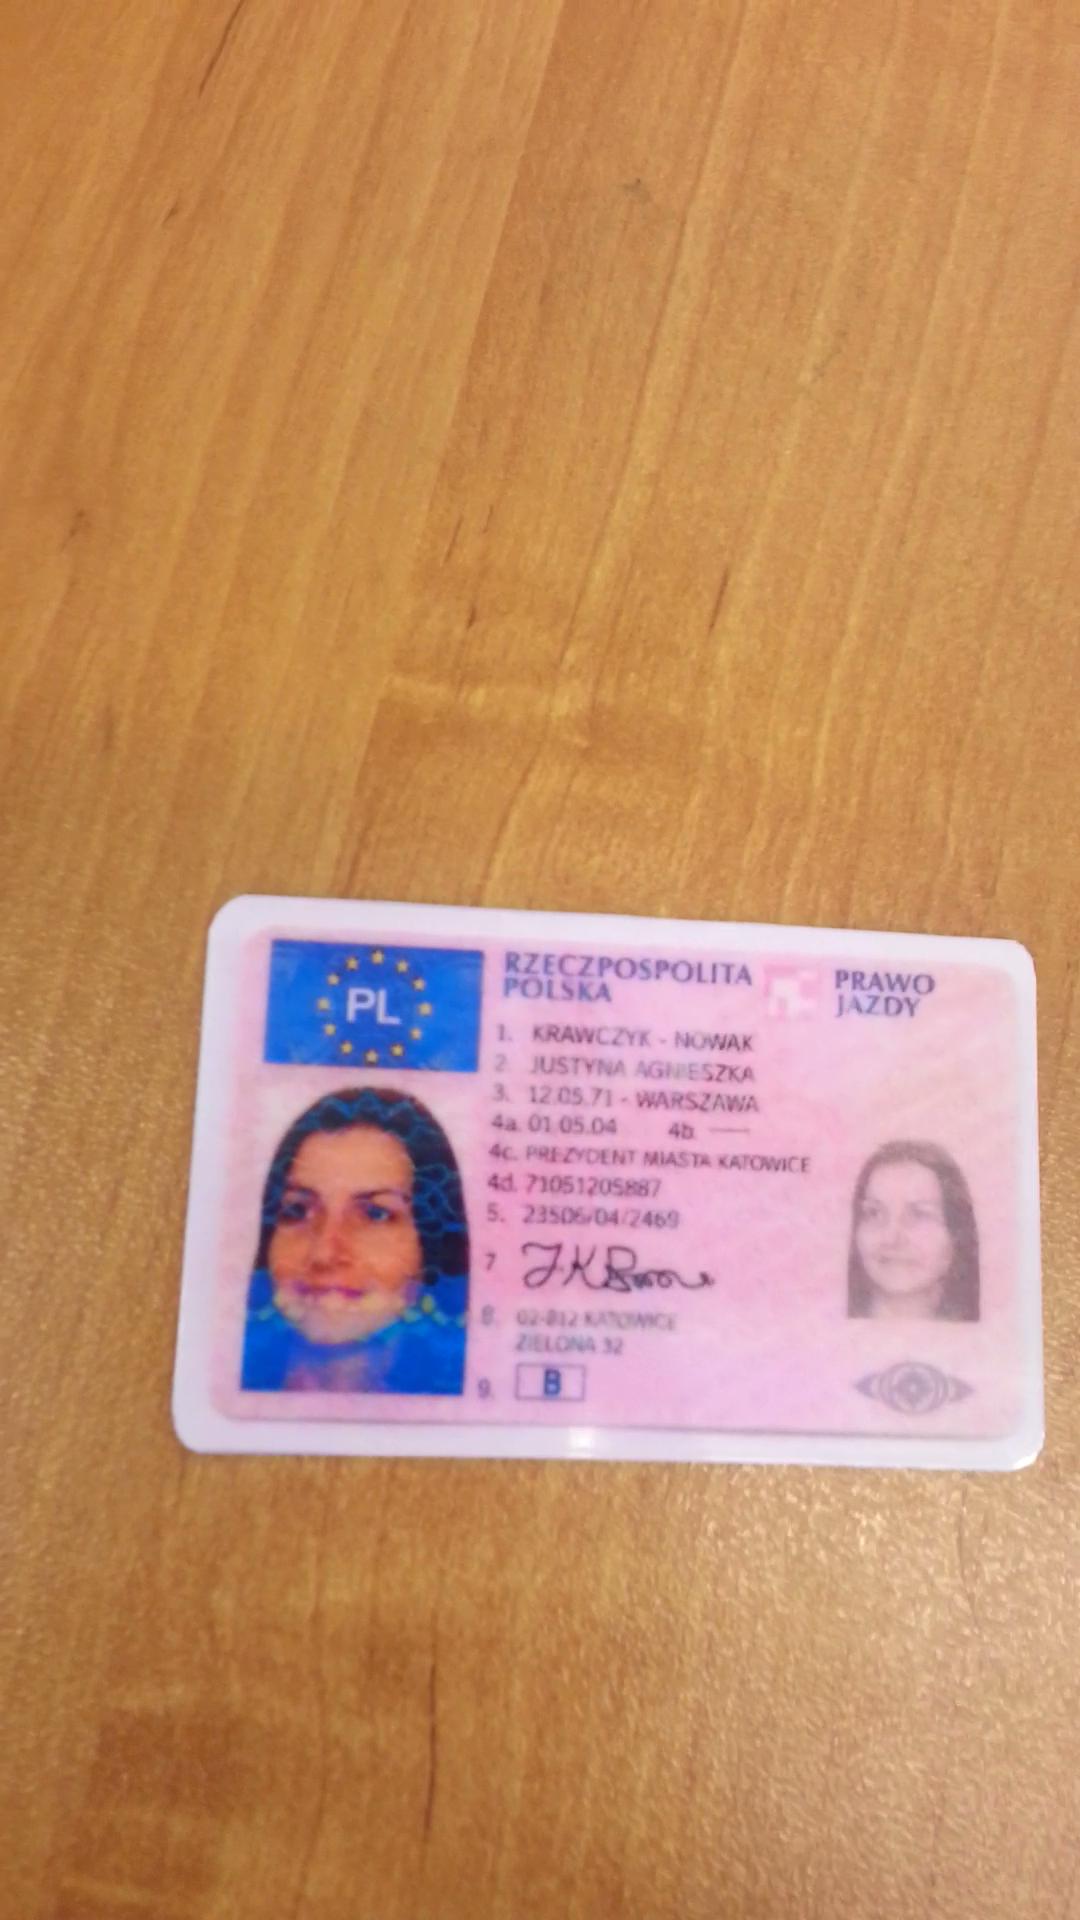 PL
RZECZPOSPOLITA POLSKA
PRAWO JAZDY
1. KRAWCZYK - NOWAK
2. JUSTYNA AGNIESZKA
3. 12.05.71 - WARSZAWA
4a. 01.05.04 4b. —
4c. PREZYDENT MIASTA KATOWICE
4d. 71051205887
5. 23506/04/2469
7
8. 02-812 KATOWICE
ZIELONA 32
9. B